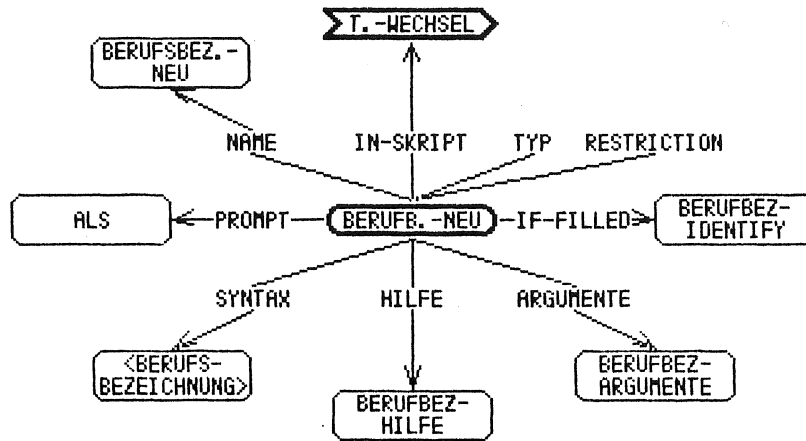 T.-WECHSEL
BERUFSBEZ.-
NEU
NAME
IN-SKRIPT
TYP
RESTRICTION
ALS
PROMPT
BERUFB.-NEU
IF-FILLED
BERUFBEZ-
IDENTIFY
SYNTAX
HILFE
ARGUMENTE
<BERUFS-
BEZEICHNUNG>
BERUFBEZ-
HILFE
BERUFBEZ-
ARGUMENTE